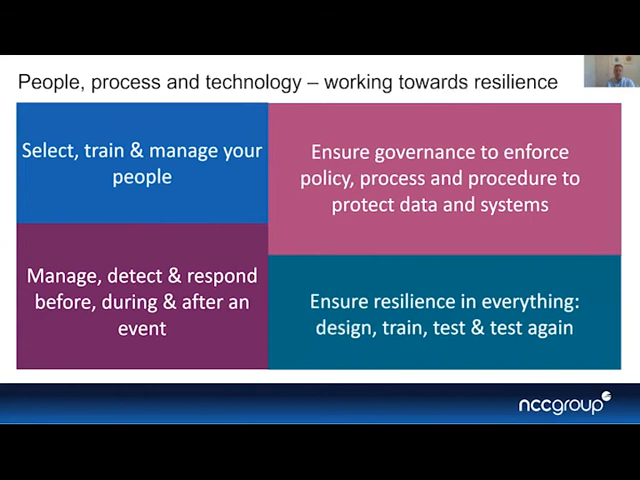 People, process and technology – working towards resilience
Select, train & manage your
people
Ensure governance to enforce
policy, process and procedure to
protect data and systems
Manage, detect & respond
before, during & after an
event
Ensure resilience in everything:
design, train, test & test again
nccgroup